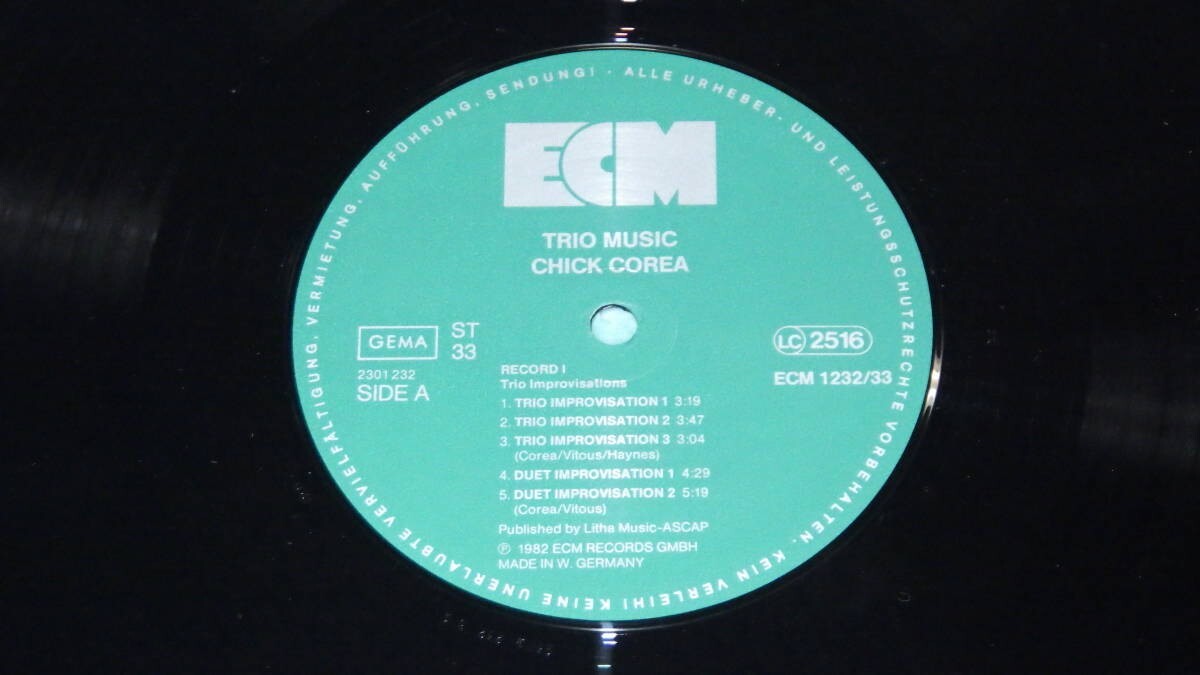 ECM
TRIO MUSIC
CHICK COREA
GEMA
ST
33
2301 232
SIDE A
LC 2516
ECM 1232/33
RECORD I
Trio Improvisations
1. TRIO IMPROVISATION 1 3:19
2. TRIO IMPROVISATION 2 3:47
3. TRIO IMPROVISATION 3 3:04
(Corea/Vitous/Haynes)
4. DUET IMPROVISATION 1 4:29
5. DUET IMPROVISATION 2 5:19
(Corea/Vitous)
Published by Litha Music-ASCAP
℗ 1982 ECM RECORDS GMBH
MADE IN W. GERMANY
ALLE URHEBER- UND LEISTUNGSSCHUTZRECHTE VORBEHALTEN. KEIN VERLEIH! KEINE UNERLAUBTE VERVIELFÄLTIGUNG, VERMIETUNG, AUFFÜHRUNG, SENDUNG! ·